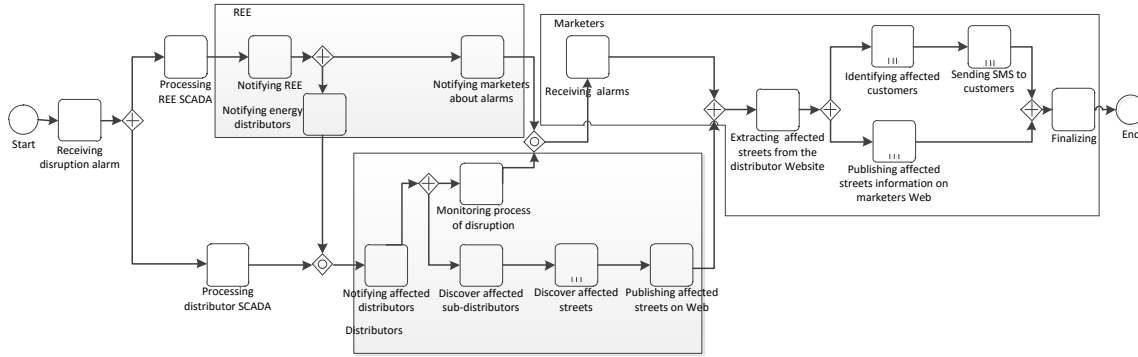 REE
Marketers
Processing
REE SCADA
Notifying REE
Notifying marketers
about alarms
Receiving alarms
Identifying affected
customers
Sending SMS to
customers
Notifying energy
distributors
Start
Receiving
disruption alarm
Extracting affected
streets from the
distributor Website
Finalizing
End
Publishing affected
streets information on
marketers Web
Monitoring process
of disruption
Processing
distributor SCADA
Notifying affected
distributors
Discover affected
sub-distributors
Discover affected
streets
Publishing affected
streets on Web
Distributors